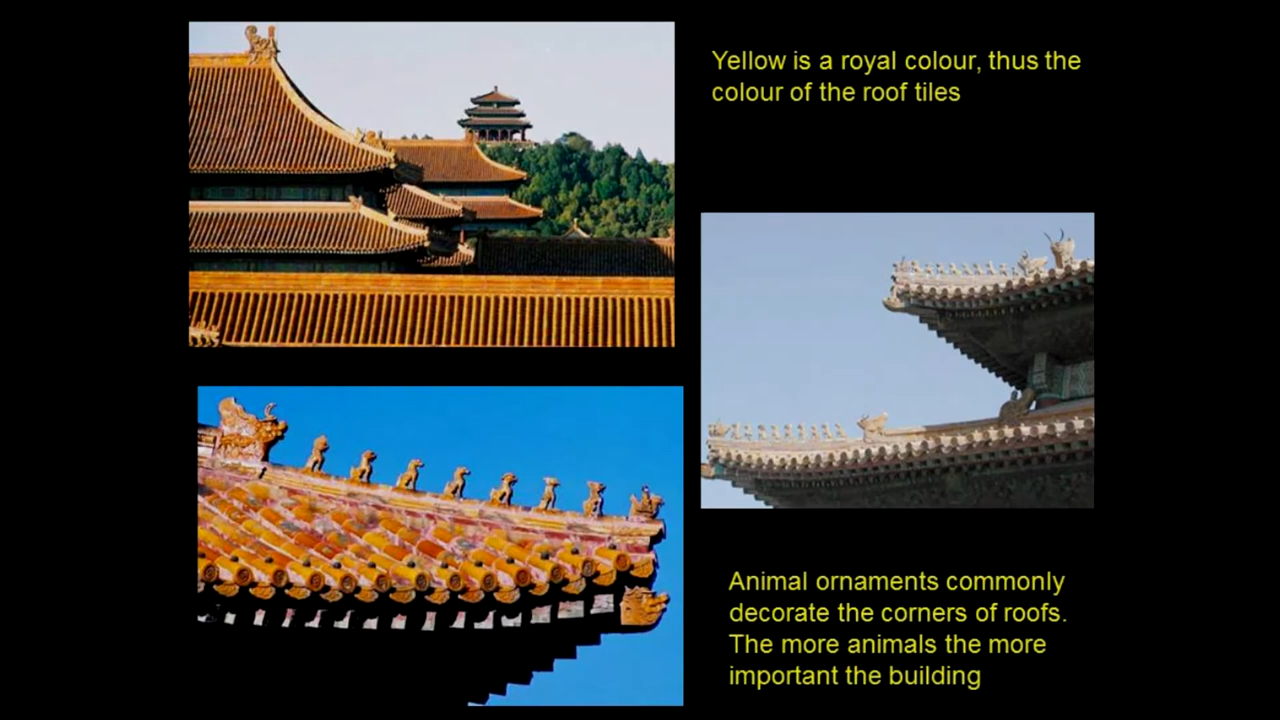 Yellow is a royal colour, thus the
colour of the roof tiles
Animal ornaments commonly
decorate the corners of roofs.
The more animals the more
important the building